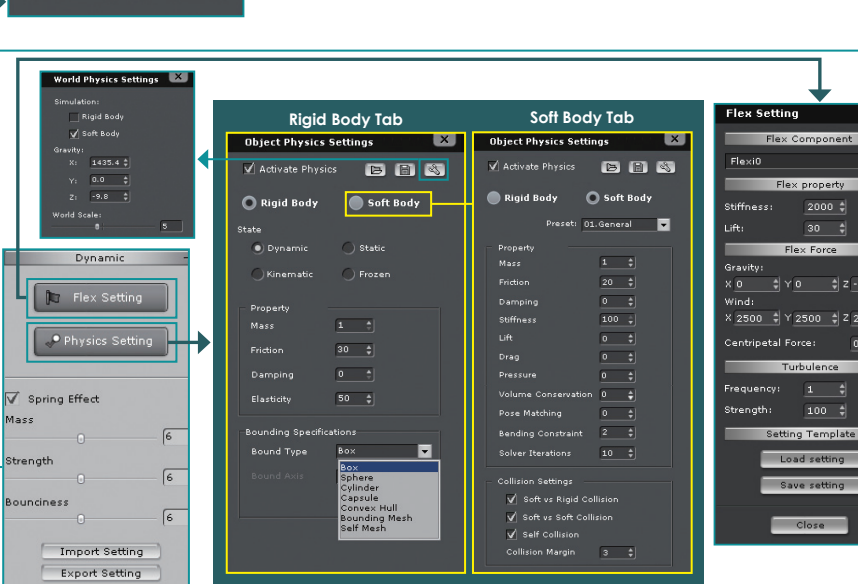 World Physics Settings
Simulation:
Rigid Body
Soft Body
Gravity:
X: 1435.4
Y: 0.0
Z: -9.8
World Scale:
5
Dynamic
Flex Setting
Physics Setting
Spring Effect
Mass
6
Strength
6
Bounciness
6
Import Setting
Export Setting
Rigid Body Tab
Object Physics Settings
Activate Physics
Rigid Body Soft Body
State
Dynamic Static
Kinematic Frozen
Property
Mass 1
Friction 30
Damping 0
Elasticity 50
Bounding Specifications
Bound Type Box
Bound Axis
Box
Sphere
Cylinder
Capsule
Convex Hull
Bounding Mesh
Self Mesh
Soft Body Tab
Object Physics Settings
Activate Physics
Rigid Body Soft Body
Preset: 01.General
Property
Mass 1
Friction 20
Damping 0
Stiffness 100
Lift 0
Drag 0
Pressure 0
Volume Conservation 0
Pose Matching 0
Bending Constraint 2
Solver Iterations 10
Collision Settings
Soft vs Rigid Collision
Soft vs Soft Collision
Self Collision
Collision Margin 3
Flex Setting
Flex Component
Flexi0
Flex property
Stiffness: 2000
Lift: 30
Flex Force
Gravity:
X 0 Y 0 Z -
Wind:
X 2500 Y 2500 Z 2
Centripetal Force: 0
Turbulence
Frequency: 1
Strength: 100
Setting Template
Load setting
Save setting
Close